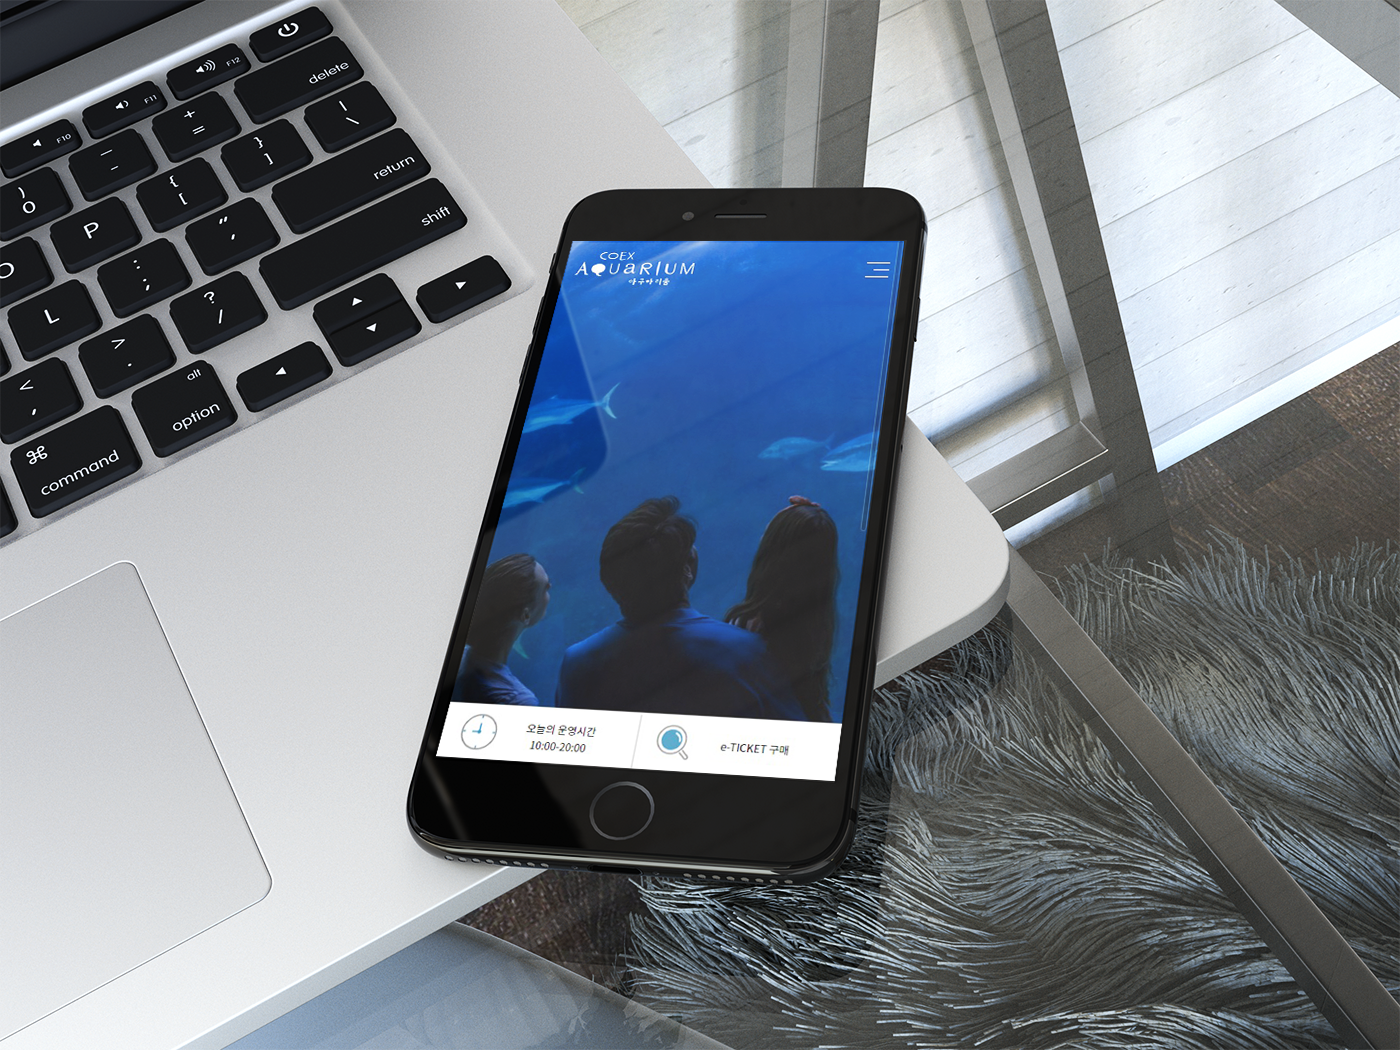 F10
F11
F12
delete
+
=
—
-
|
\
)
0
P
{
[
}
]
return
O
L
:
;
"
'
shift
<
,
>
.
?
/
alt
option
⌘
command
COEX
AQUARIUM
아쿠아리움
오늘의 운영시간
10:00-20:00
e-TICKET 구매